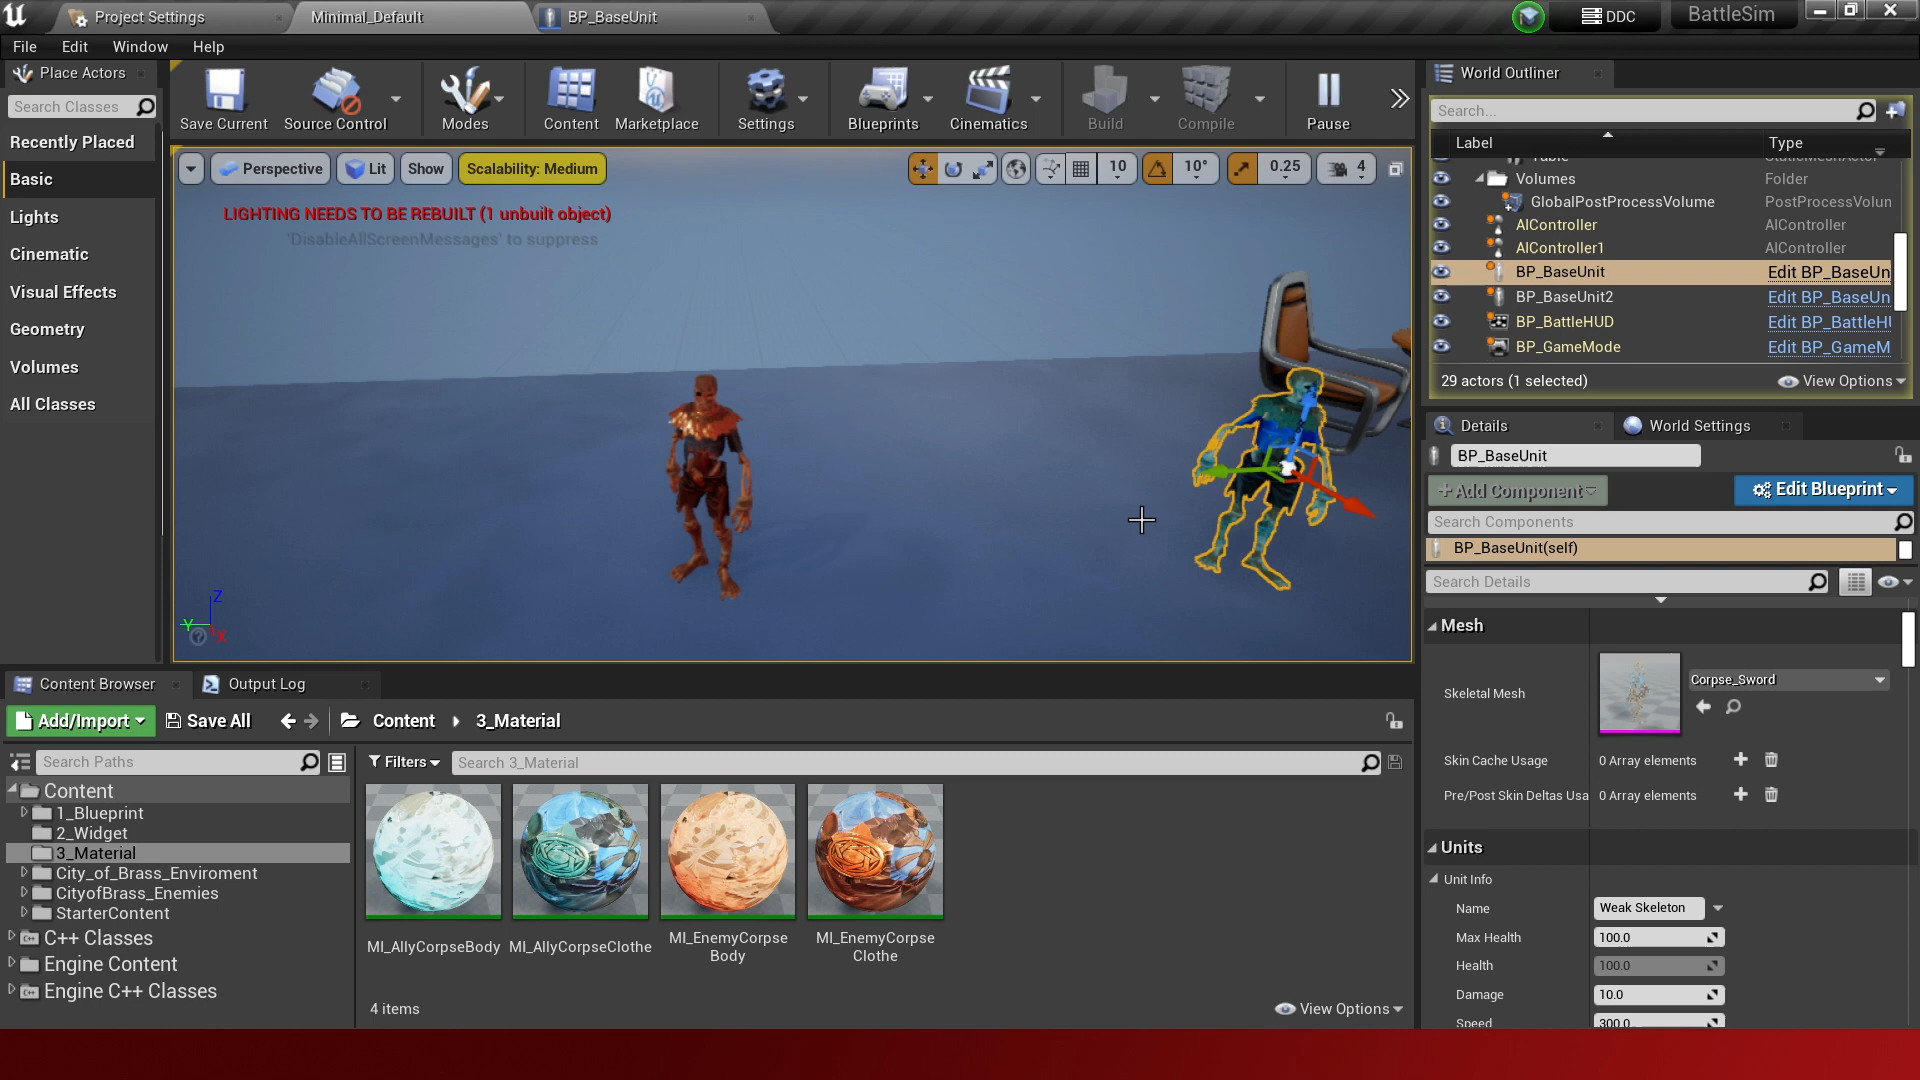 Project Settings
Minimal_Default
BP_BaseUnit
DDC
BattleSim
File Edit Window Help
Place Actors
Search Classes
Recently Placed
Basic
Lights
Cinematic
Visual Effects
Geometry
Volumes
All Classes
Save Current
Source Control
Modes
Content
Marketplace
Settings
Blueprints
Cinematics
Build
Compile
Pause
Perspective
Lit
Show
Scalability: Medium
10
10°
0.25
4
LIGHTING NEEDS TO BE REBUILT (1 unbuilt object)
'DisableAllScreenMessages' to suppress
Z
Y
X
World Outliner
Search...
Label Type
Table StaticMeshActor
Volumes Folder
GlobalPostProcessVolume PostProcessVolun
AIController AIController
AIController1 AIController
BP_BaseUnit Edit BP_BaseUn
BP_BaseUnit2 Edit BP_BaseUn
BP_BattleHUD Edit BP_BattleHU
BP_GameMode Edit BP_GameM
29 actors (1 selected)
View Options
Details
World Settings
BP_BaseUnit
+Add Component
Edit Blueprint
Search Components
BP_BaseUnit(self)
Search Details
Mesh
Skeletal Mesh
Corpse_Sword
Skin Cache Usage 0 Array elements
Pre/Post Skin Deltas Usa 0 Array elements
Units
Unit Info
Name Weak Skeleton
Max Health 100.0
Health 100.0
Damage 10.0
Speed 300.0
Content Browser
Output Log
Add/Import
Save All
Content
3_Material
Search Paths
Filters
Search 3_Material
Content
1_Blueprint
2_Widget
3_Material
City_of_Brass_Enviroment
CityofBrass_Enemies
StarterContent
C++ Classes
Engine Content
Engine C++ Classes
MI_AllyCorpseBody
MI_AllyCorpseClothe
MI_EnemyCorpse
Body
MI_EnemyCorpse
Clothe
4 items
View Options